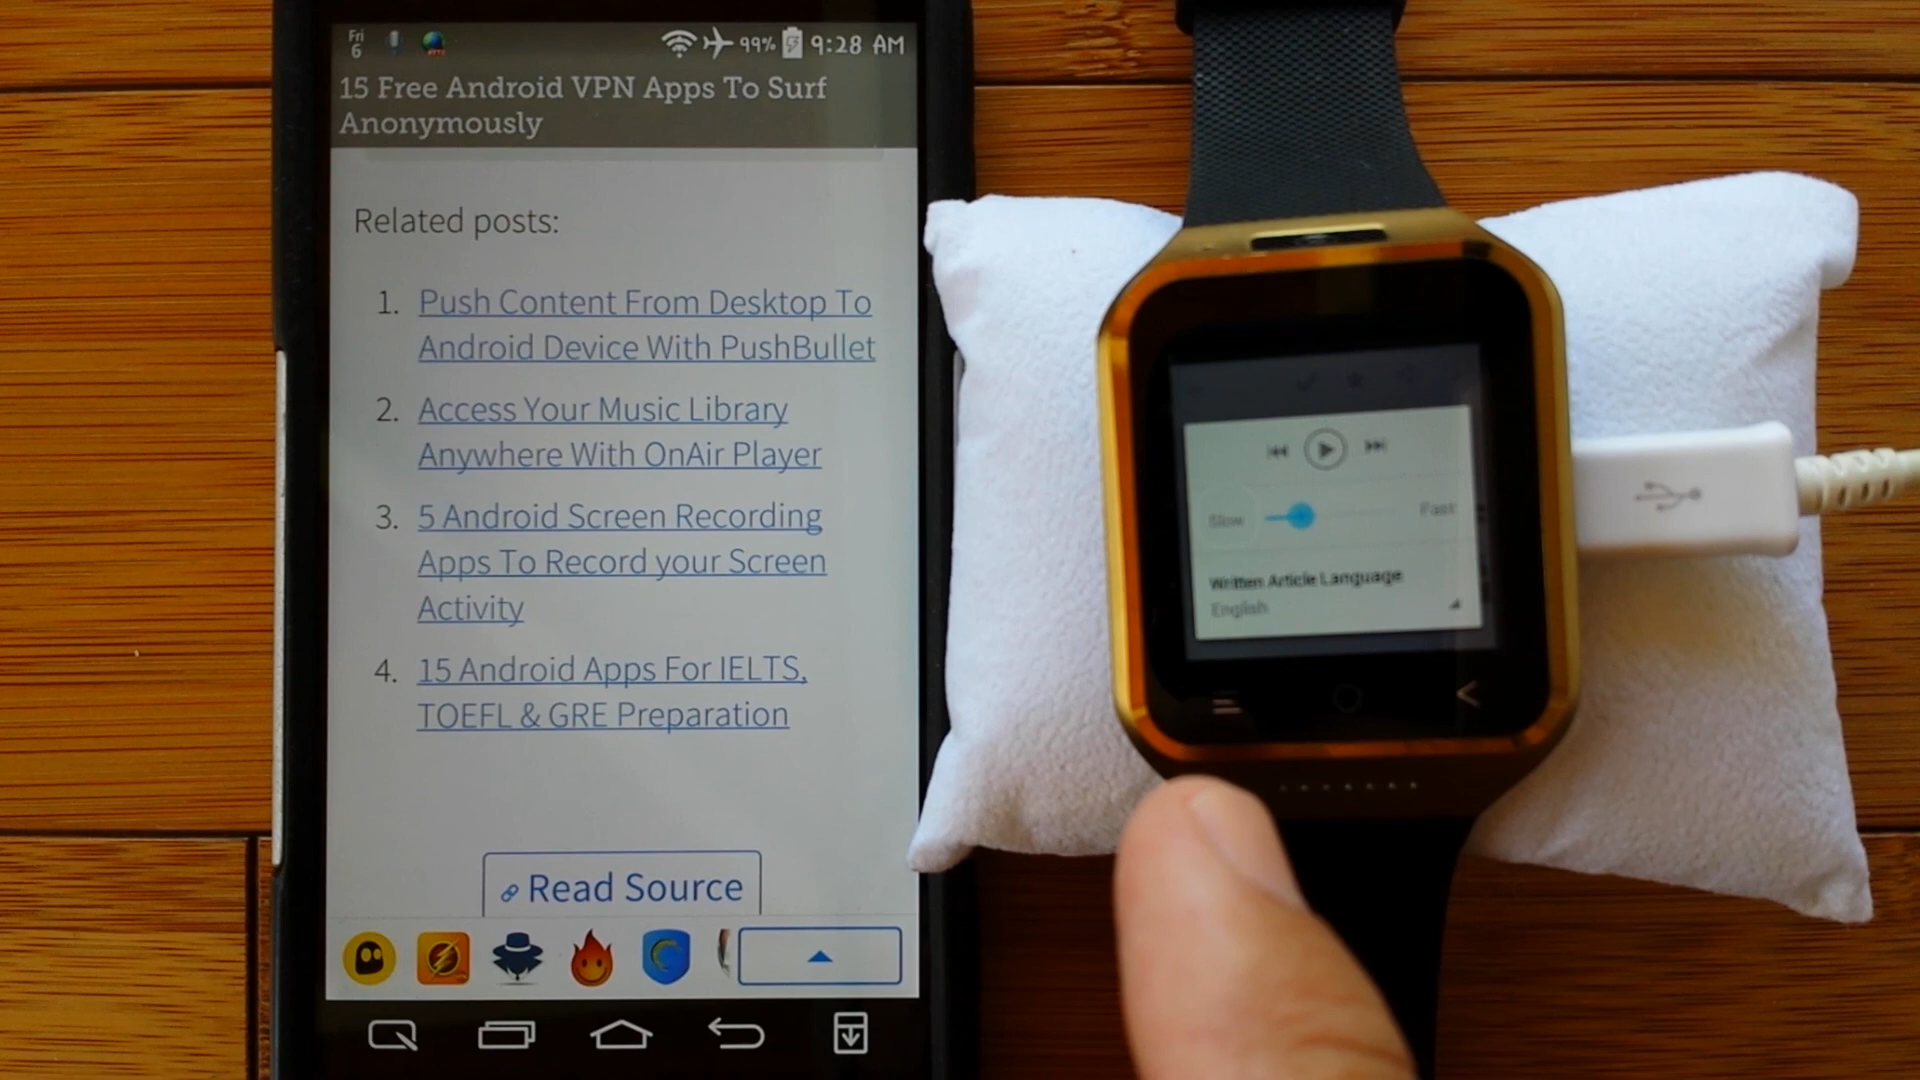 Fri
6
99%
9:28 AM
15 Free Android VPN Apps To Surf
Anonymously
Related posts:
1. Push Content From Desktop To
Android Device With PushBullet
2. Access Your Music Library
Anywhere With OnAir Player
3. 5 Android Screen Recording
Apps To Record your Screen
Activity
4. 15 Android Apps For IELTS,
TOEFL & GRE Preparation
Read Source
Slow
Fast
Written Article Language
English